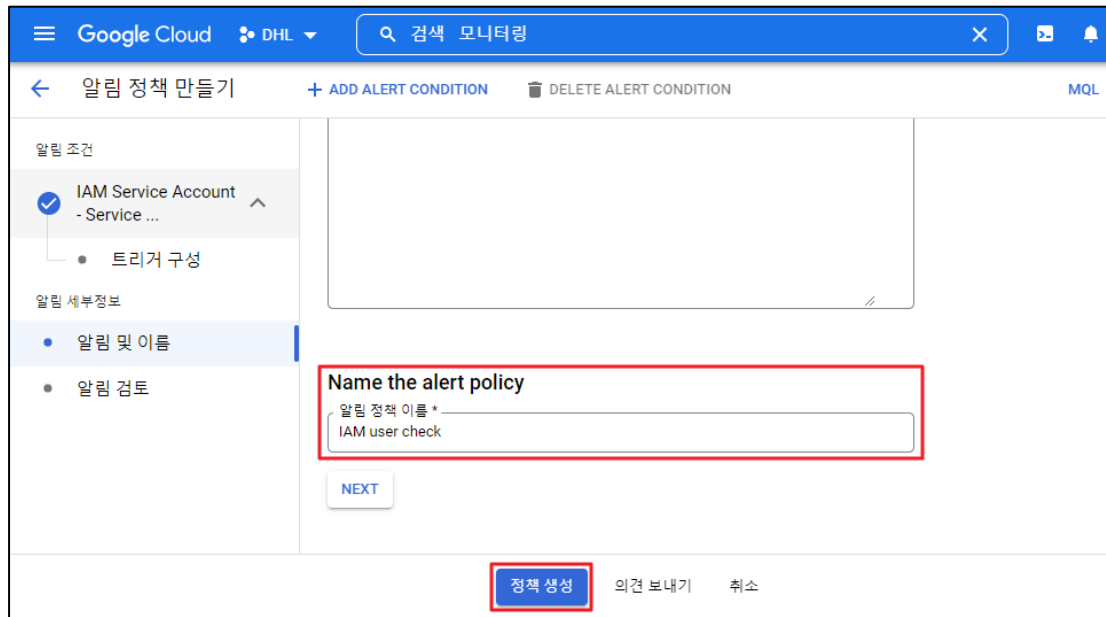 Google Cloud DHL 검색 모니터링
알림 정책 만들기 + ADD ALERT CONDITION DELETE ALERT CONDITION MQL
알림 조건
IAM Service Account
- Service ...
트리거 구성
알림 세부정보
알림 및 이름
알림 검토
Name the alert policy
알림 정책 이름 *
IAM user check
NEXT
정책 생성 의견 보내기 취소